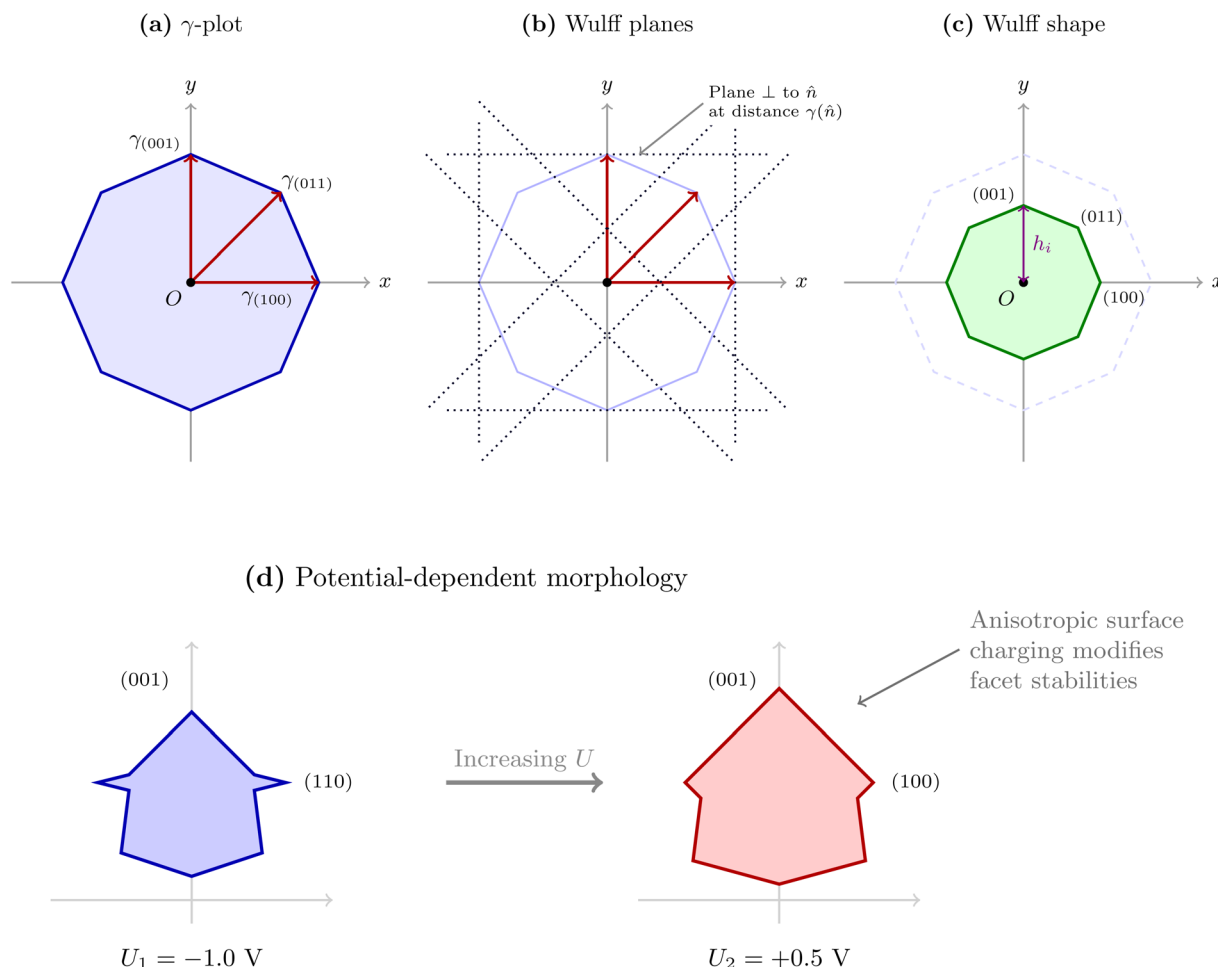 (a) γ-plot
(b) Wulff planes
(c) Wulff shape
y
γ(001)
γ(011)
γ(100)
O
x
y
Plane ⊥ to n̂
at distance γ(n̂)
x
y
(001)
(011)
h_i
(100)
O
x
(d) Potential-dependent morphology
Anisotropic surface
charging modifies
facet stabilities
(001)
(110)
Increasing U
(001)
(100)
U₁ = −1.0 V
U₂ = +0.5 V